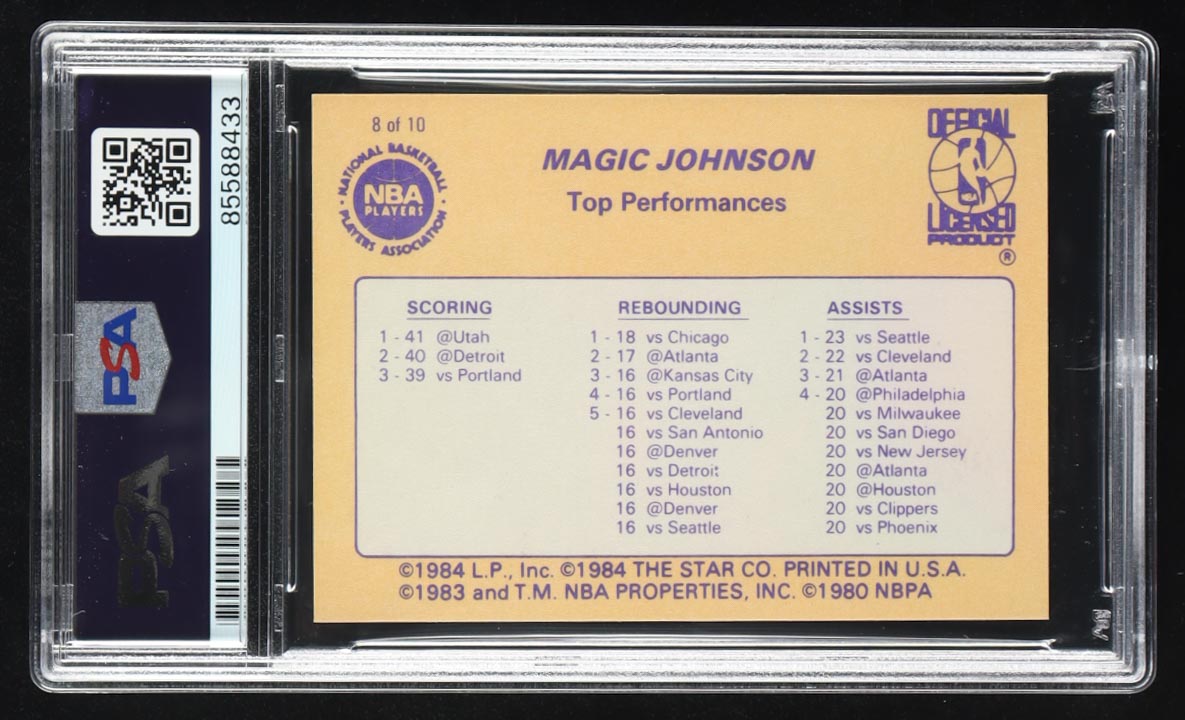 85588433
PSA
PSA
8 of 10
NATIONAL BASKETBALL
NBA
PLAYERS
PLAYERS ASSOCIATION
MAGIC JOHNSON
Top Performances
OFFICIAL
LICENSED
PRODUCT
®
SCORING
1 - 41 @Utah
2 - 40 @Detroit
3 - 39 vs Portland
REBOUNDING
1 - 18 vs Chicago
2 - 17 @Atlanta
3 - 16 @Kansas City
4 - 16 vs Portland
5 - 16 vs Cleveland
16 vs San Antonio
16 @Denver
16 vs Detroit
16 vs Houston
16 @Denver
16 vs Seattle
ASSISTS
1 - 23 vs Seattle
2 - 22 vs Cleveland
3 - 21 @Atlanta
4 - 20 @Philadelphia
20 vs Milwaukee
20 vs San Diego
20 vs New Jersey
20 @Atlanta
20 @Houston
20 vs Clippers
20 vs Phoenix
©1984 L.P., Inc. ©1984 THE STAR CO. PRINTED IN U.S.A.
©1983 and T.M. NBA PROPERTIES, INC. ©1980 NBPA